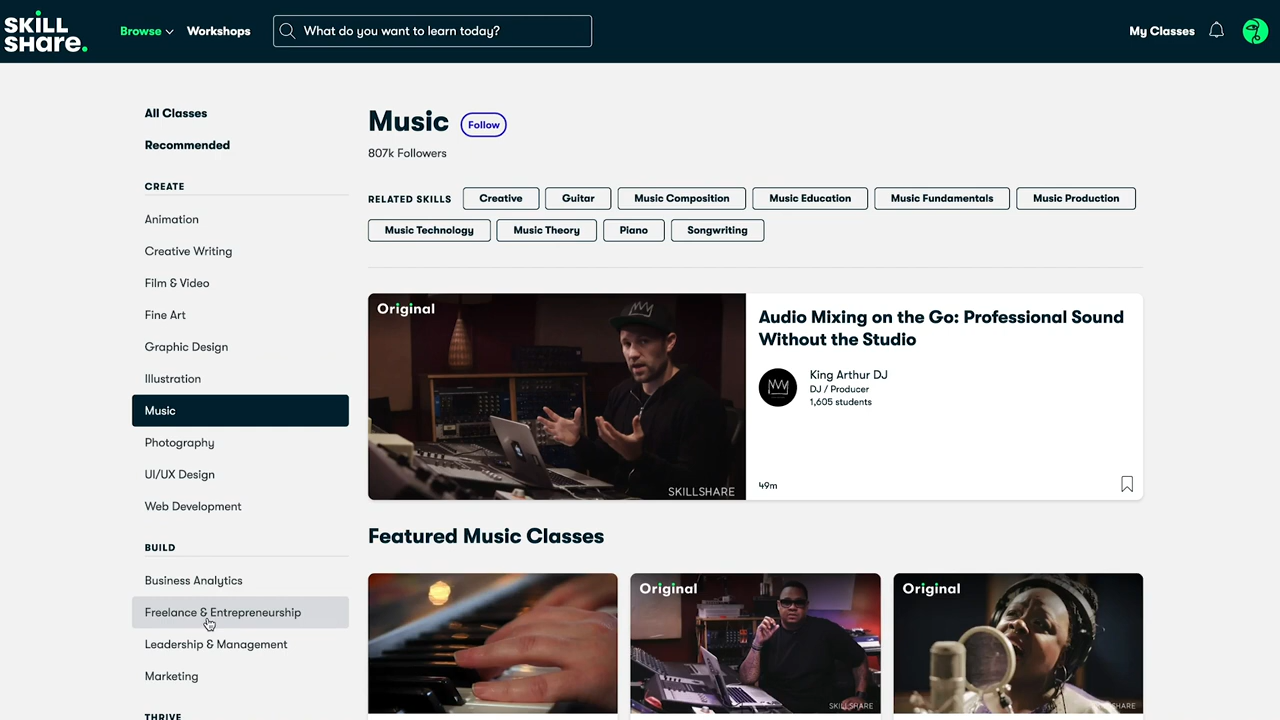 SKILL
SHare.
Browse
Workshops
What do you want to learn today?
My Classes
All Classes
Recommended
CREATE
Animation
Creative Writing
Film & Video
Fine Art
Graphic Design
Illustration
Music
Photography
UI/UX Design
Web Development
BUILD
Business Analytics
Freelance & Entrepreneurship
Leadership & Management
Marketing
THRIVE
Music
Follow
807k Followers
RELATED SKILLS
Creative
Guitar
Music Composition
Music Education
Music Fundamentals
Music Production
Music Technology
Music Theory
Piano
Songwriting
Original
SKILLSHARE
Audio Mixing on the Go: Professional Sound
Without the Studio
King Arthur DJ
DJ / Producer
1,605 students
49m
Featured Music Classes
Original
SKILLSHARE
Original
SHARE